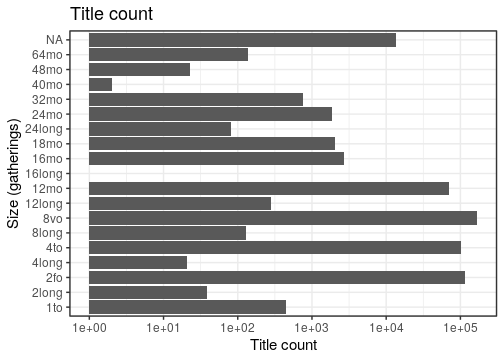 Title count
Size (gatherings)
NA
64mo
48mo
40mo
32mo
24mo
24long
18mo
16mo
16long
12mo
12long
8vo
8long
4to
4long
2fo
2long
1to
1e+00 1e+01 1e+02 1e+03 1e+04 1e+05
Title count